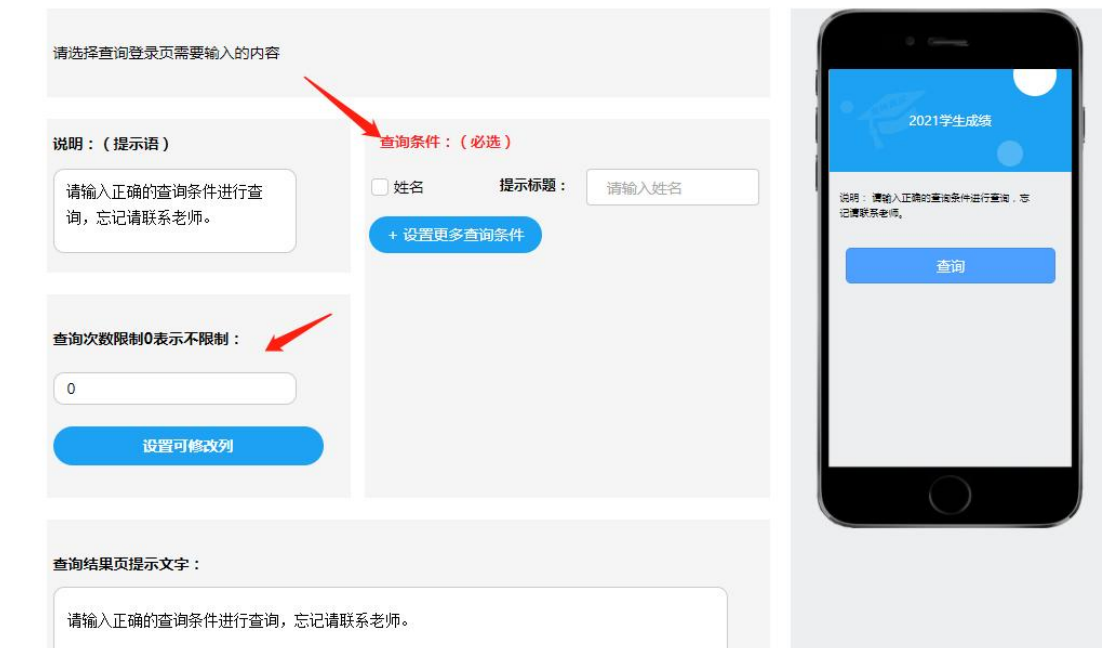 请选择查询登录页需要输入的内容
说明：（提示语）
请输入正确的查询条件进行查
询，忘记请联系老师。
查询条件：（必选）
姓名
提示标题：
请输入姓名
+ 设置更多查询条件
查询次数限制0表示不限制：
0
设置可修改列
查询结果页提示文字：
请输入正确的查询条件进行查询，忘记请联系老师。
2021学生成绩
说明：请输入正确的查询条件进行查询，忘
记请联系老师。
查询